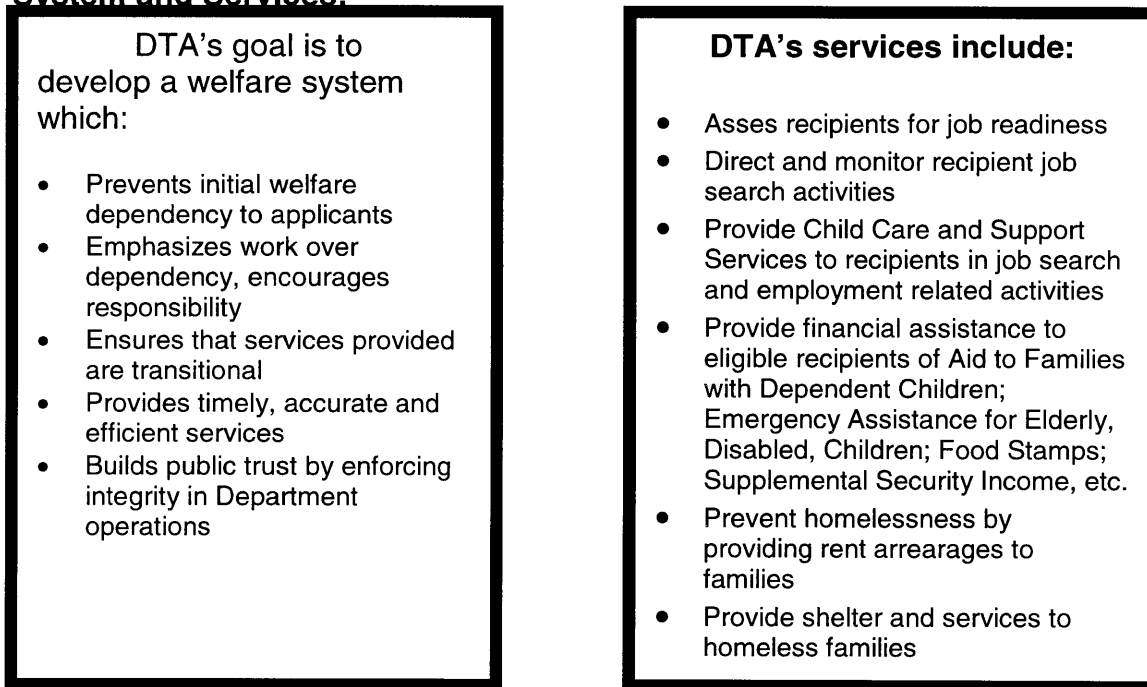 System and Services:
DTA's goal is to
develop a welfare system
which:
• Prevents initial welfare
dependency to applicants
• Emphasizes work over
dependency, encourages
responsibility
• Ensures that services provided
are transitional
• Provides timely, accurate and
efficient services
• Builds public trust by enforcing
integrity in Department
operations
DTA's services include:
• Asses recipients for job readiness
• Direct and monitor recipient job
search activities
• Provide Child Care and Support
Services to recipients in job search
and employment related activities
• Provide financial assistance to
eligible recipients of Aid to Families
with Dependent Children;
Emergency Assistance for Elderly,
Disabled, Children; Food Stamps;
Supplemental Security Income, etc.
• Prevent homelessness by
providing rent arrearages to
families
• Provide shelter and services to
homeless families